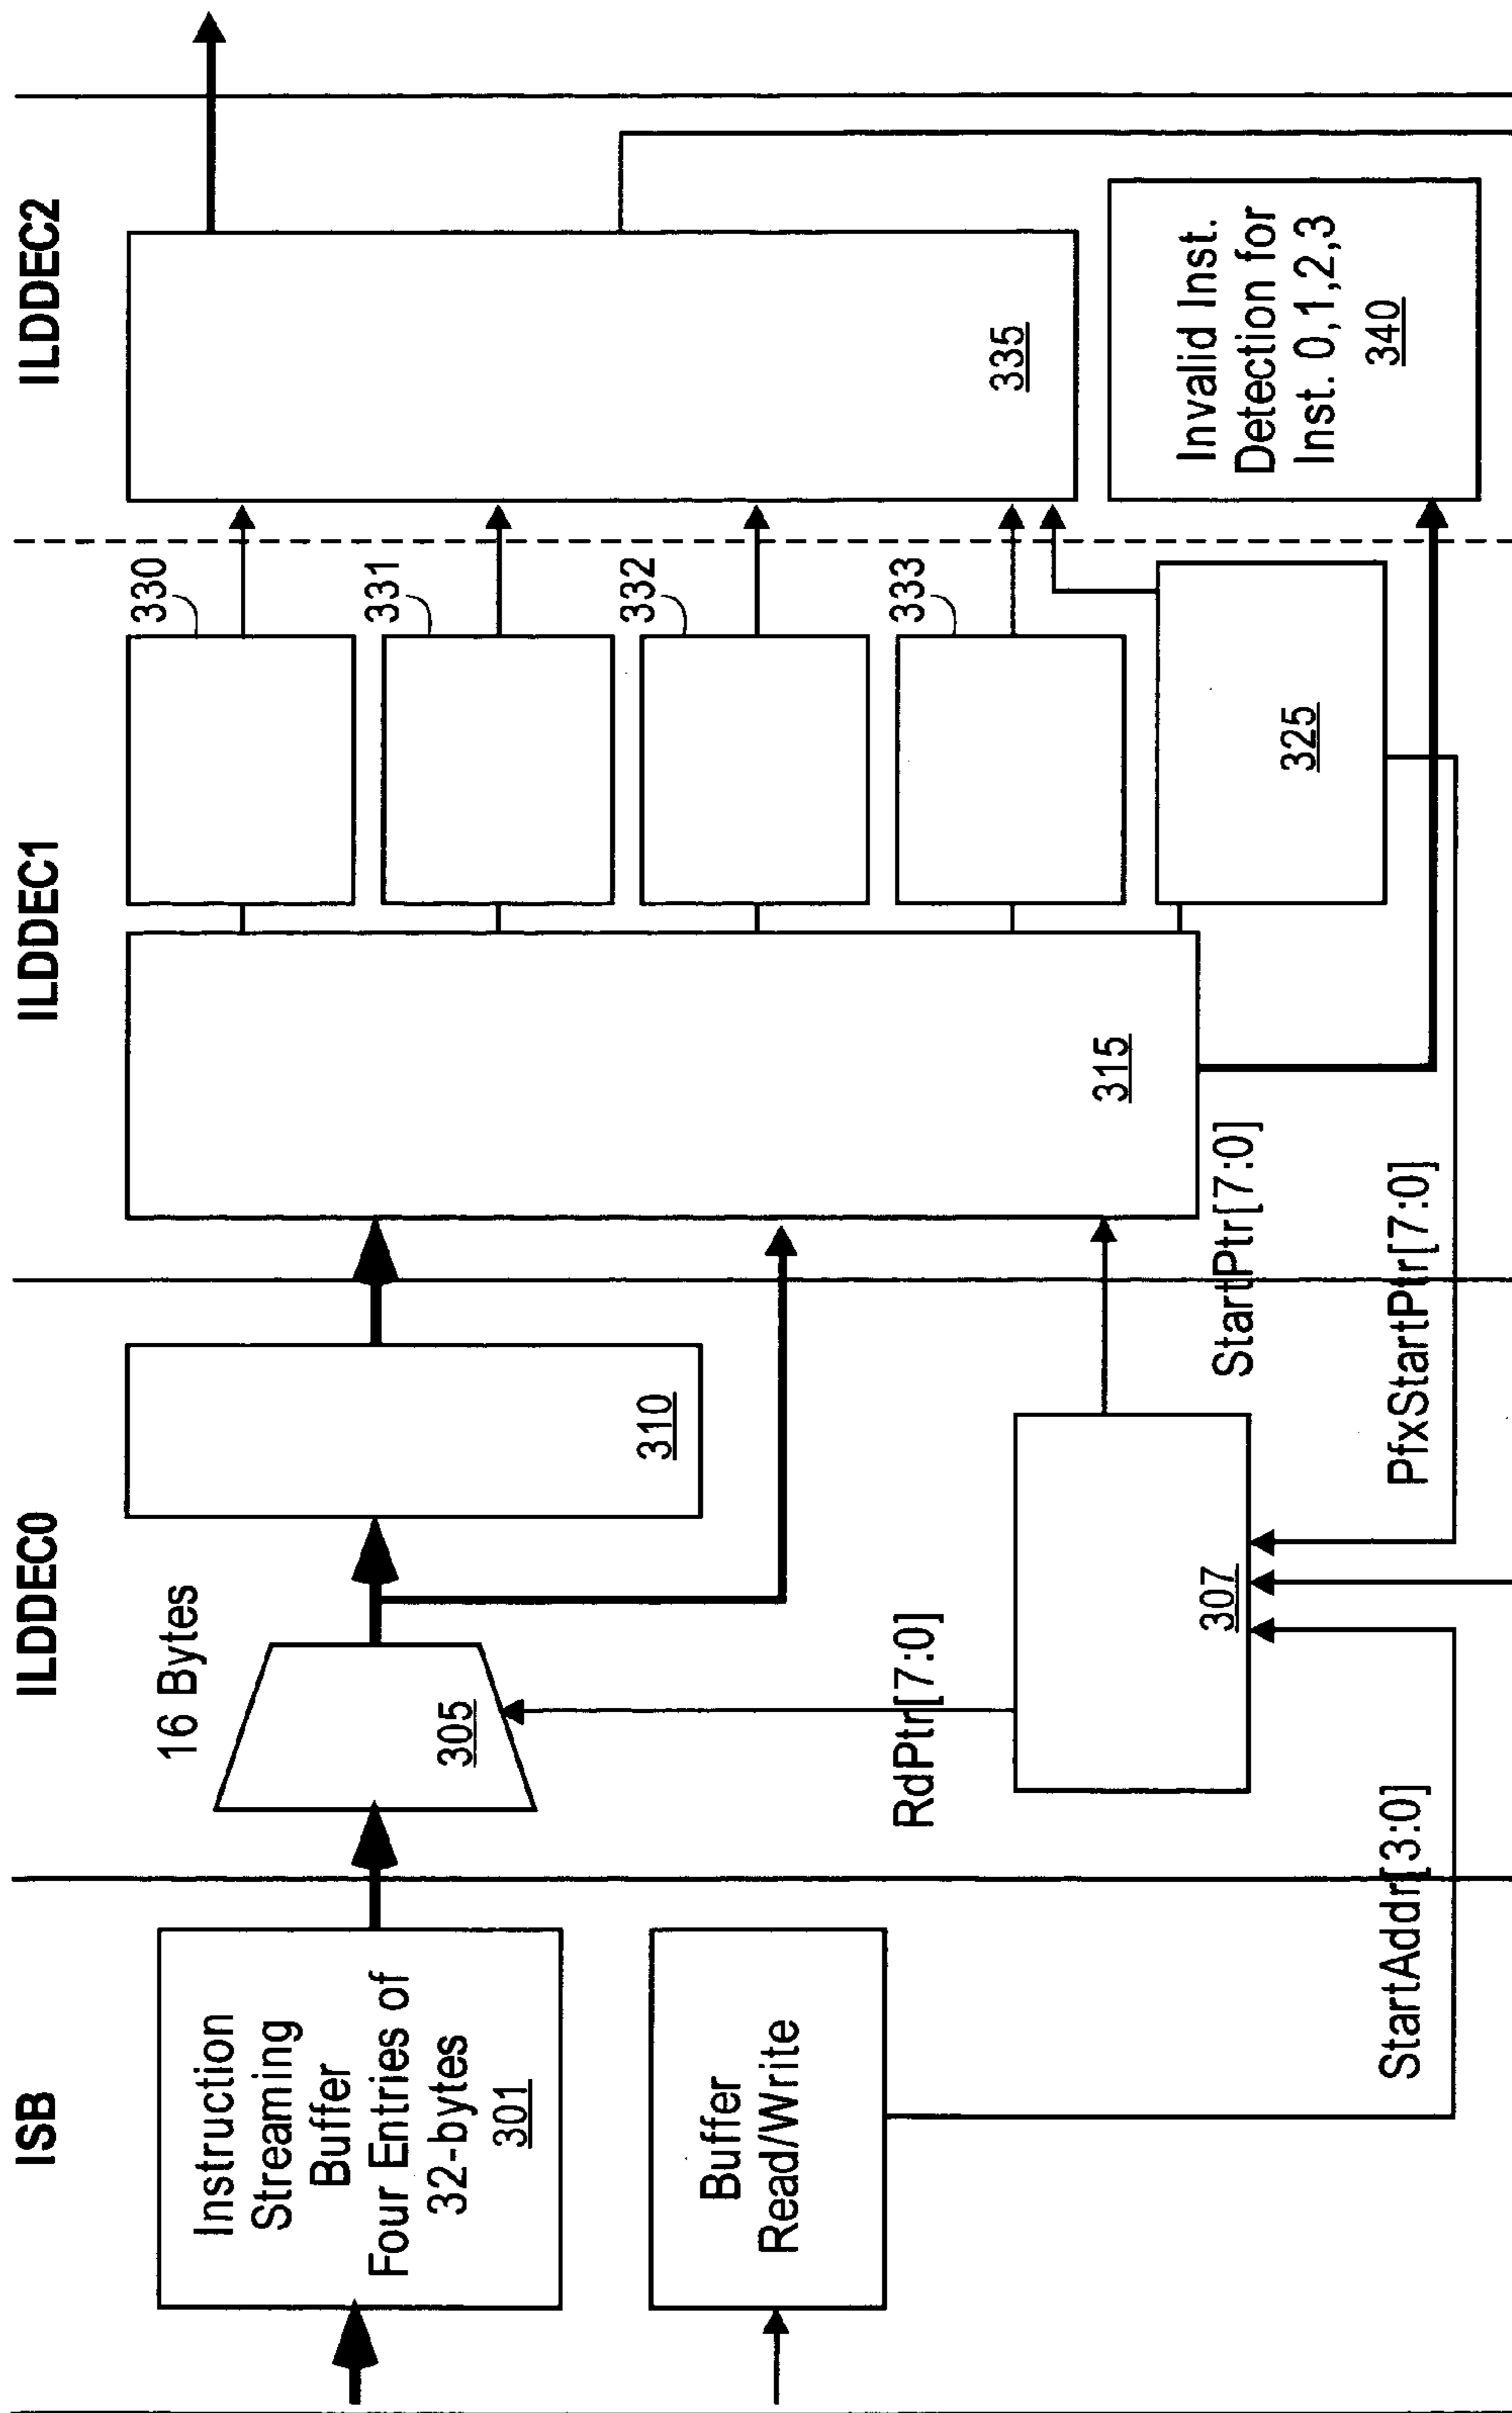 ISB
ILDDEC0
ILDDEC1
ILDDEC2
Instruction
Streaming
Buffer
Four Entries of
32-bytes
301
Buffer
Read/Write
StartAddr[3:0]
16 Bytes
305
RdPtr[7:0]
307
310
StartPtr[7:0]
PfxStartPtr[7:0]
315
330
331
332
333
325
335
Invalid Inst.
Detection for
Inst. 0,1,2,3
340